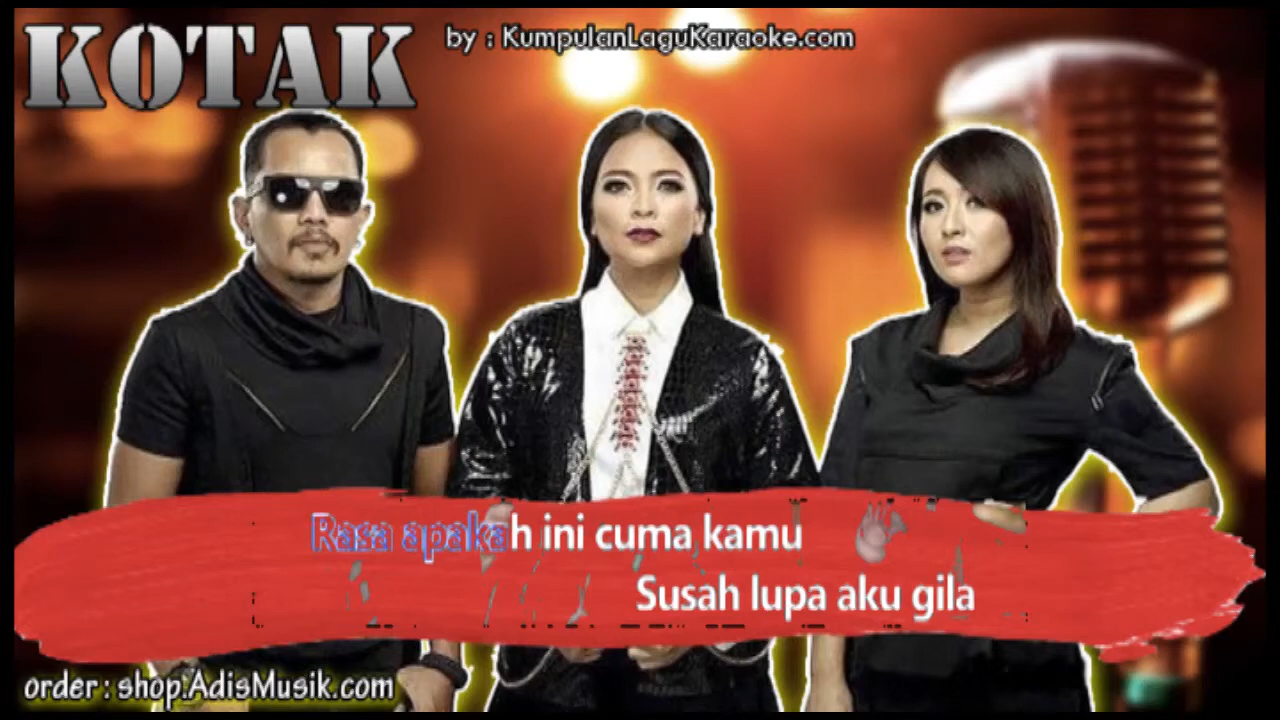 KOTAK
by : KumpulanLaguKaraoke.com
Rasa apakah ini cuma kamu
Susah lupa aku gila
order : shop.AdisMusik.com